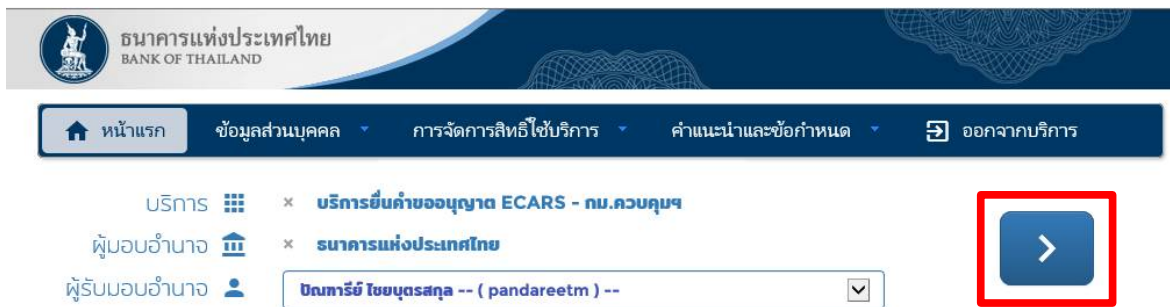 ธนาคารแห่งประเทศไทย
BANK OF THAILAND
หน้าแรก ข้อมูลส่วนบุคคล การจัดการสิทธิ์ใช้บริการ คำแนะนำและข้อกำหนด ออกจากบริการ
บริการ × บริการยื่นคำขออนุญาต ECARS - กม.ควบคุมฯ
ผู้มอบอำนาจ × ธนาคารแห่งประเทศไทย
ผู้รับมอบอำนาจ ปัณฑารีย์ ไชยบุตรสกุล -- ( pandareetm ) --